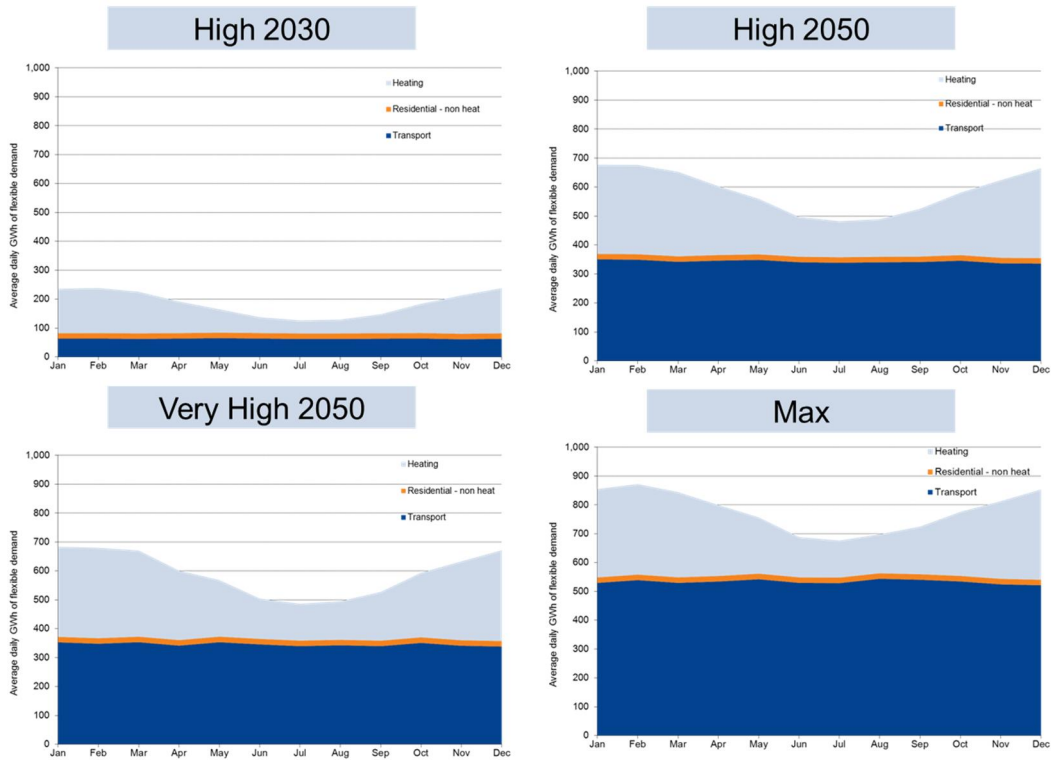 High 2030
Average daily GWh of flexible demand
1,000
900
800
700
600
500
400
300
200
100
0
Heating
Residential - non heat
Transport
Jan Feb Mar Apr May Jun Jul Aug Sep Oct Nov Dec
High 2050
Average daily GWh of flexible demand
1,000
900
800
700
600
500
400
300
200
100
0
Heating
Residential - non heat
Transport
Jan Feb Mar Apr May Jun Jul Aug Sep Oct Nov Dec
Very High 2050
Average daily GWh of flexible demand
1,000
900
800
700
600
500
400
300
200
100
0
Heating
Residential - non heat
Transport
Jan Feb Mar Apr May Jun Jul Aug Sep Oct Nov Dec
Max
Average daily GWh of flexible demand
1,000
900
800
700
600
500
400
300
200
100
0
Heating
Residential - non heat
Transport
Jan Feb Mar Apr May Jun Jul Aug Sep Oct Nov Dec